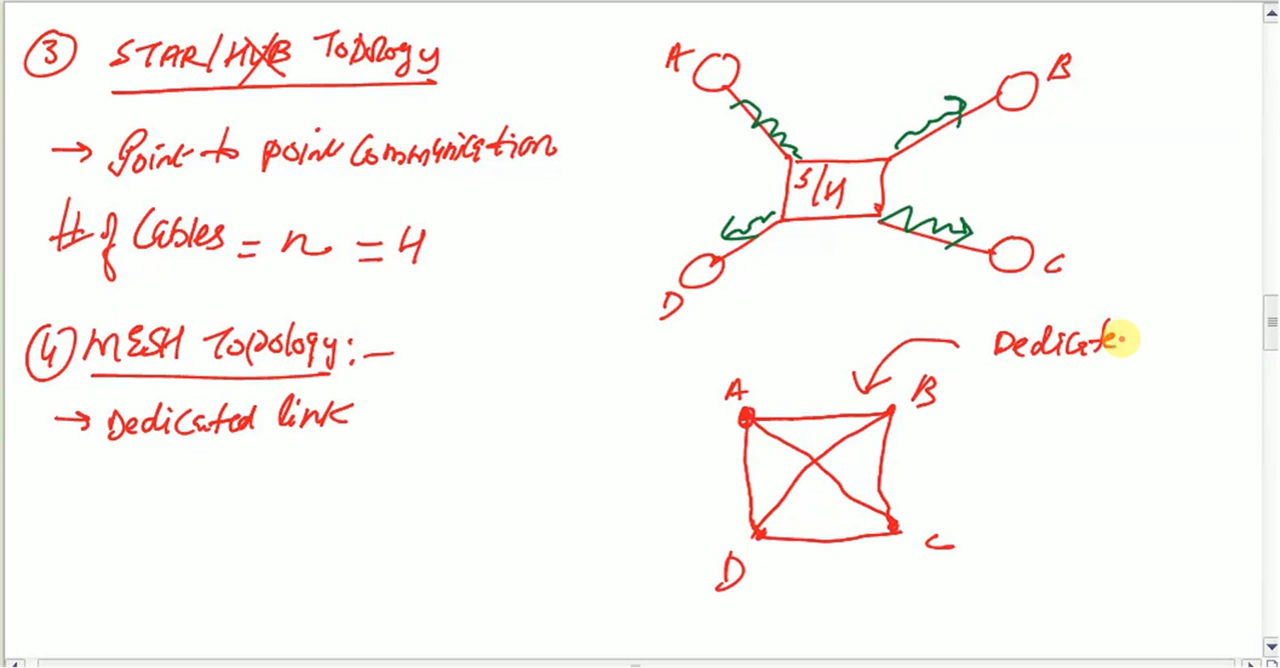 ③ STAR/HUB TOPOlogy
→ Point to point Communication
# of Cables = n = 4
④ MESH Topology:-
→ Dedicated link
A
B
S/H
D
C
Dedicate
A
B
D
C